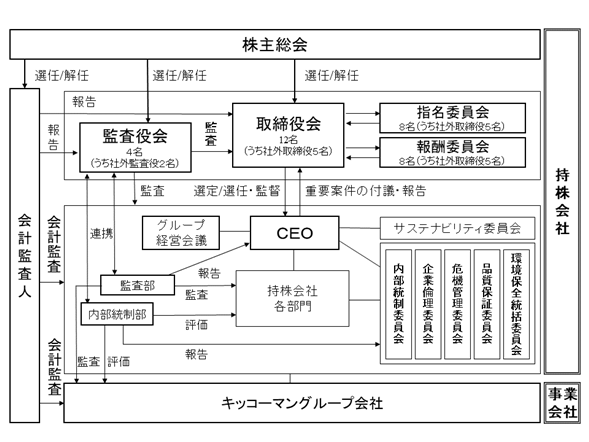 株主総会
選任/解任
選任/解任
選任/解任
報告
報告
監査役会
4名
(うち社外監査役2名)
監査
取締役会
12名
(うち社外取締役5名)
指名委員会
8名(うち社外取締役5名)
報酬委員会
8名(うち社外取締役5名)
持株会社
監査
選定/選任・監督
重要案件の付議・報告
会計監査人
会計監査
連携
グループ
経営会議
CEO
サステナビリティ委員会
監査部
報告
監査
持株会社
各部門
内部統制委員会
企業倫理委員会
危機管理委員会
品質保証委員会
環境保全統括委員会
内部統制部
評価
報告
会計監査
監査
評価
キッコーマングループ会社
事業
会社